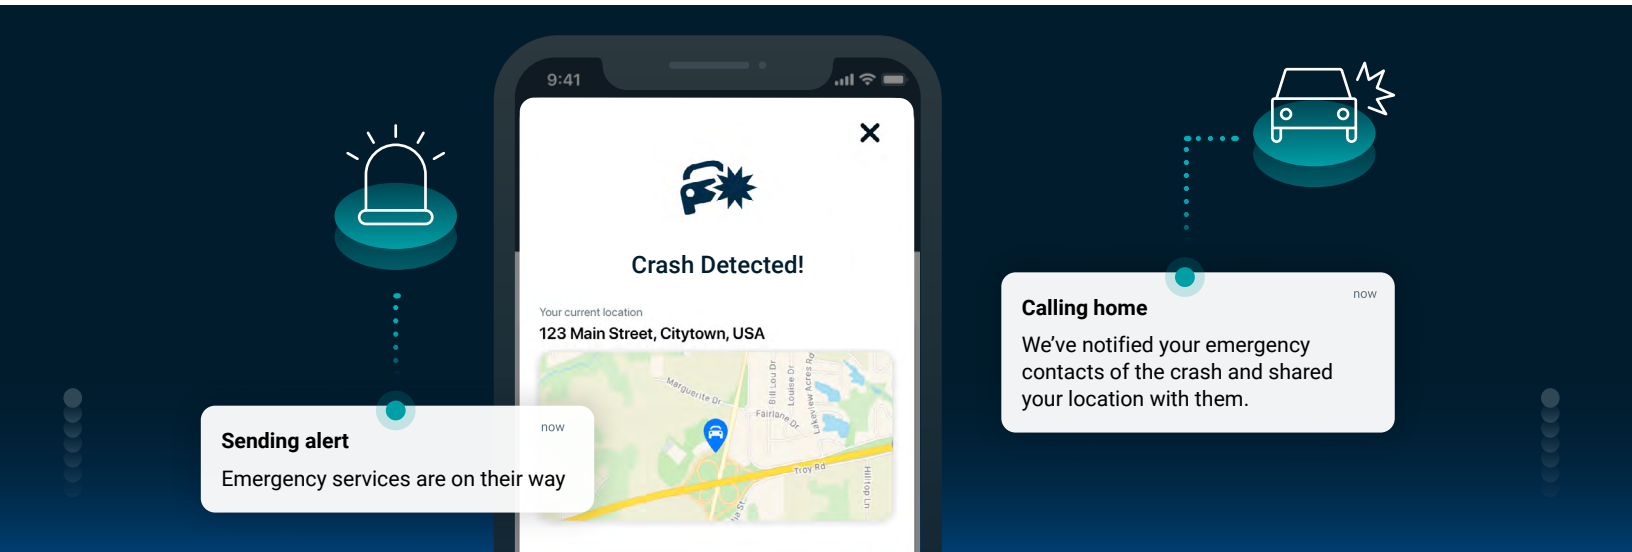 9:41
Crash Detected!
Your current location
123 Main Street, Citytown, USA
Marguerite Dr
Bill Lou Dr
Louise Dr
Lakeview Acres Rd
Fairlane Dr
Troy Rd
Hilltop Ln
Na St.
Sending alert
now
Emergency services are on their way
Calling home
now
We've notified your emergency
contacts of the crash and shared
your location with them.